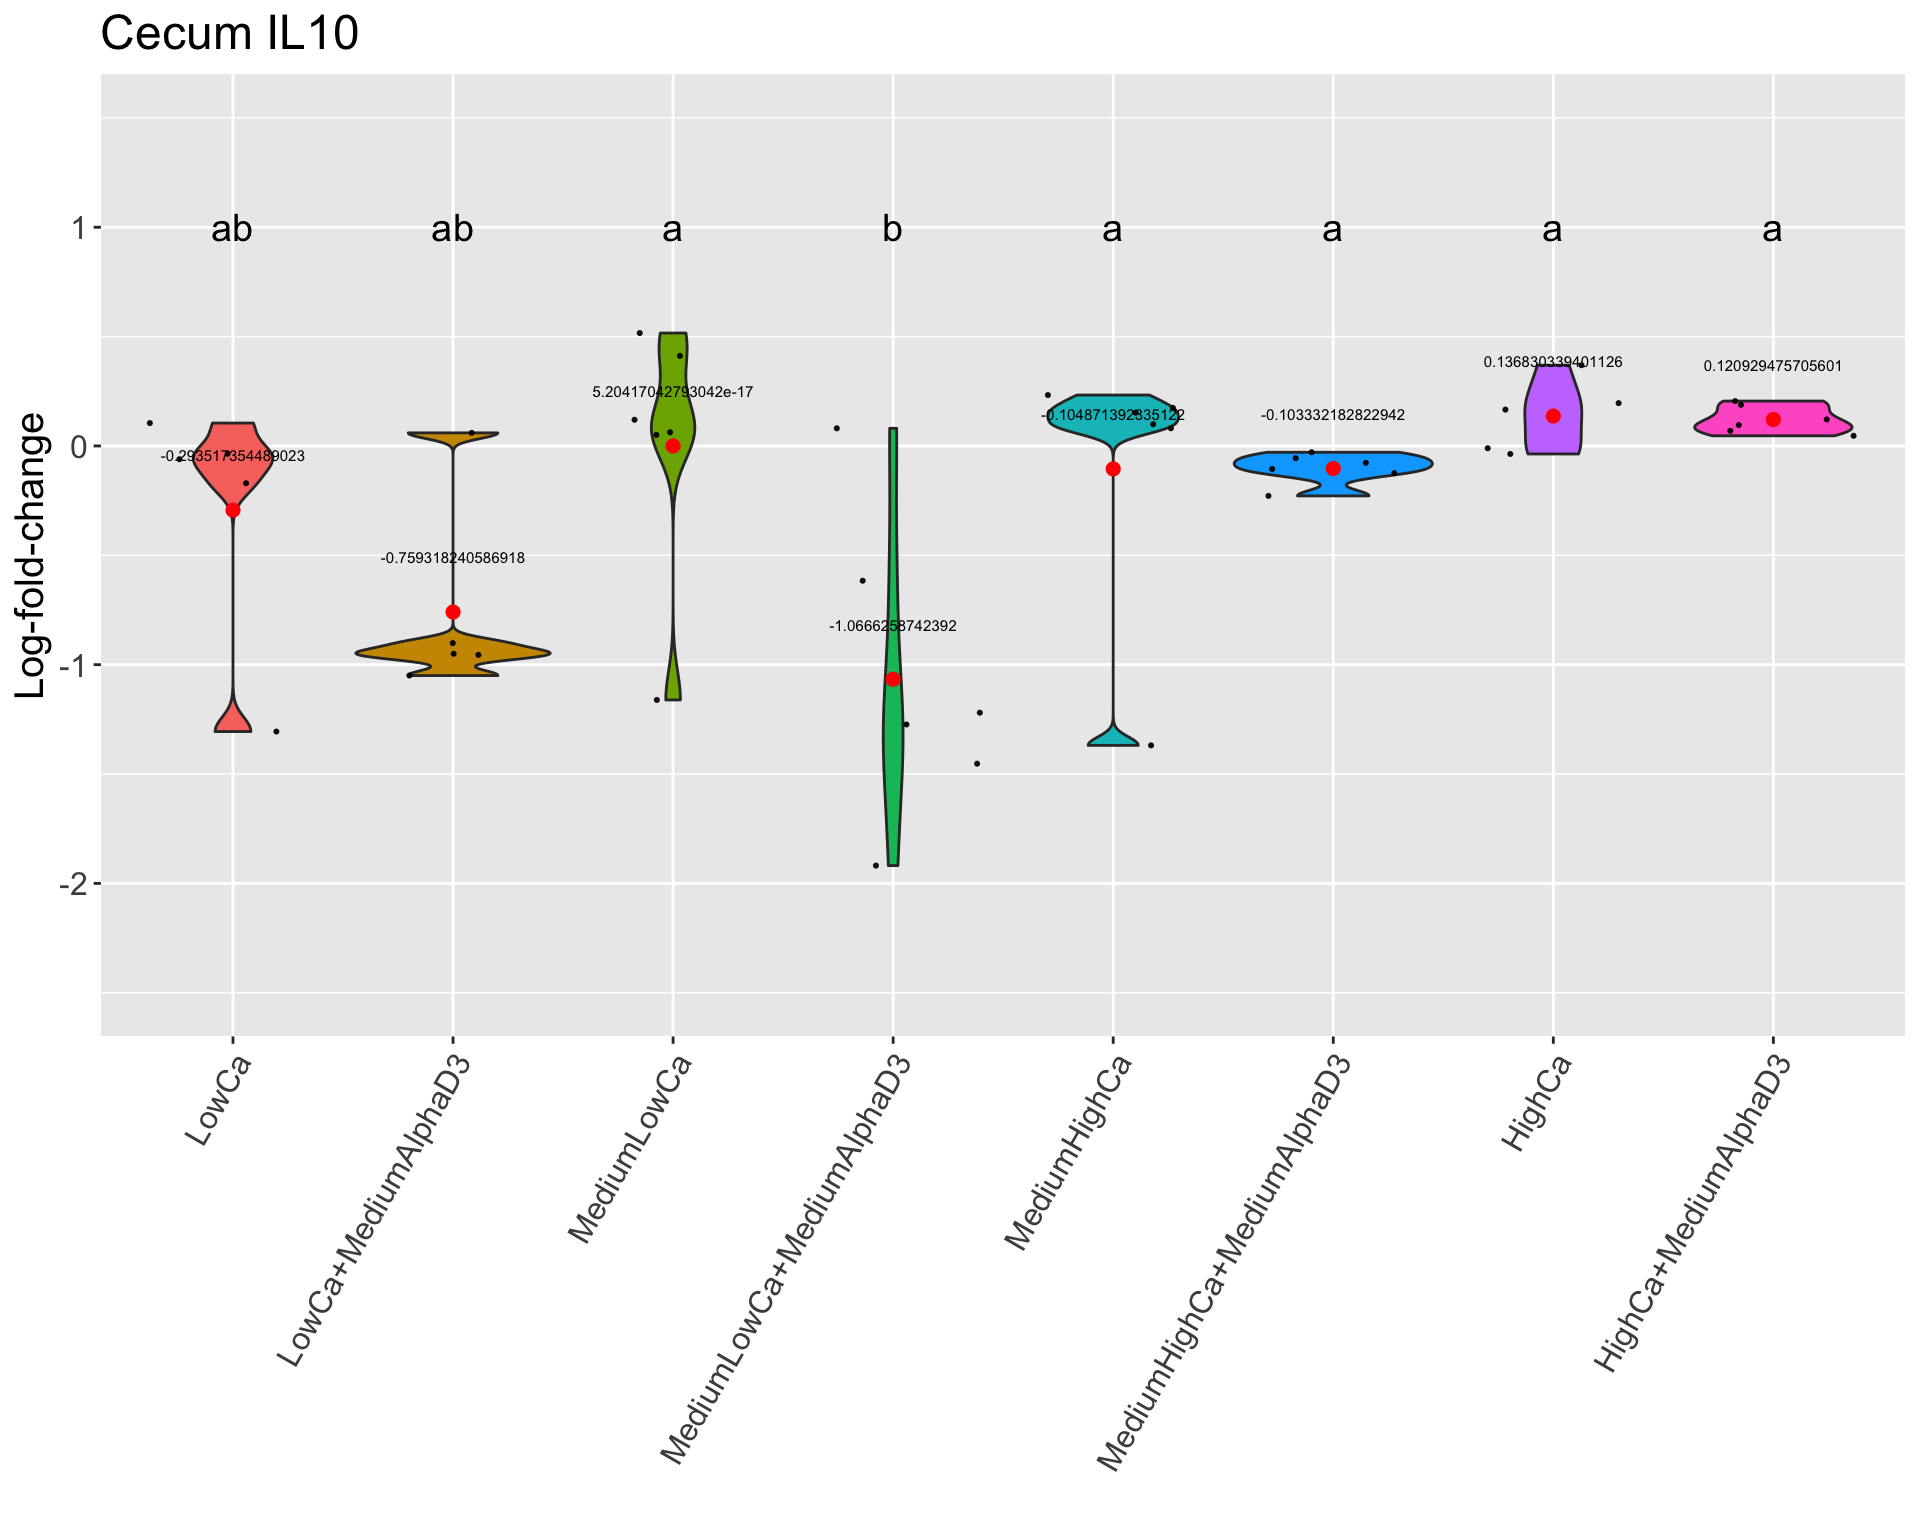 Cecum IL10
Log-fold-change
1
0
-1
-2
ab
ab
a
b
a
a
a
a
-0.293517354489023
-0.759318240586918
5.20417042793042e-17
-1.0666258742392
-0.104871392335122
-0.103332182822942
0.136830339401126
0.120929475705601
LowCa
LowCa+MediumAlphaD3
MediumLowCa
MediumLowCa+MediumAlphaD3
MediumHighCa
MediumHighCa+MediumAlphaD3
HighCa
HighCa+MediumAlphaD3